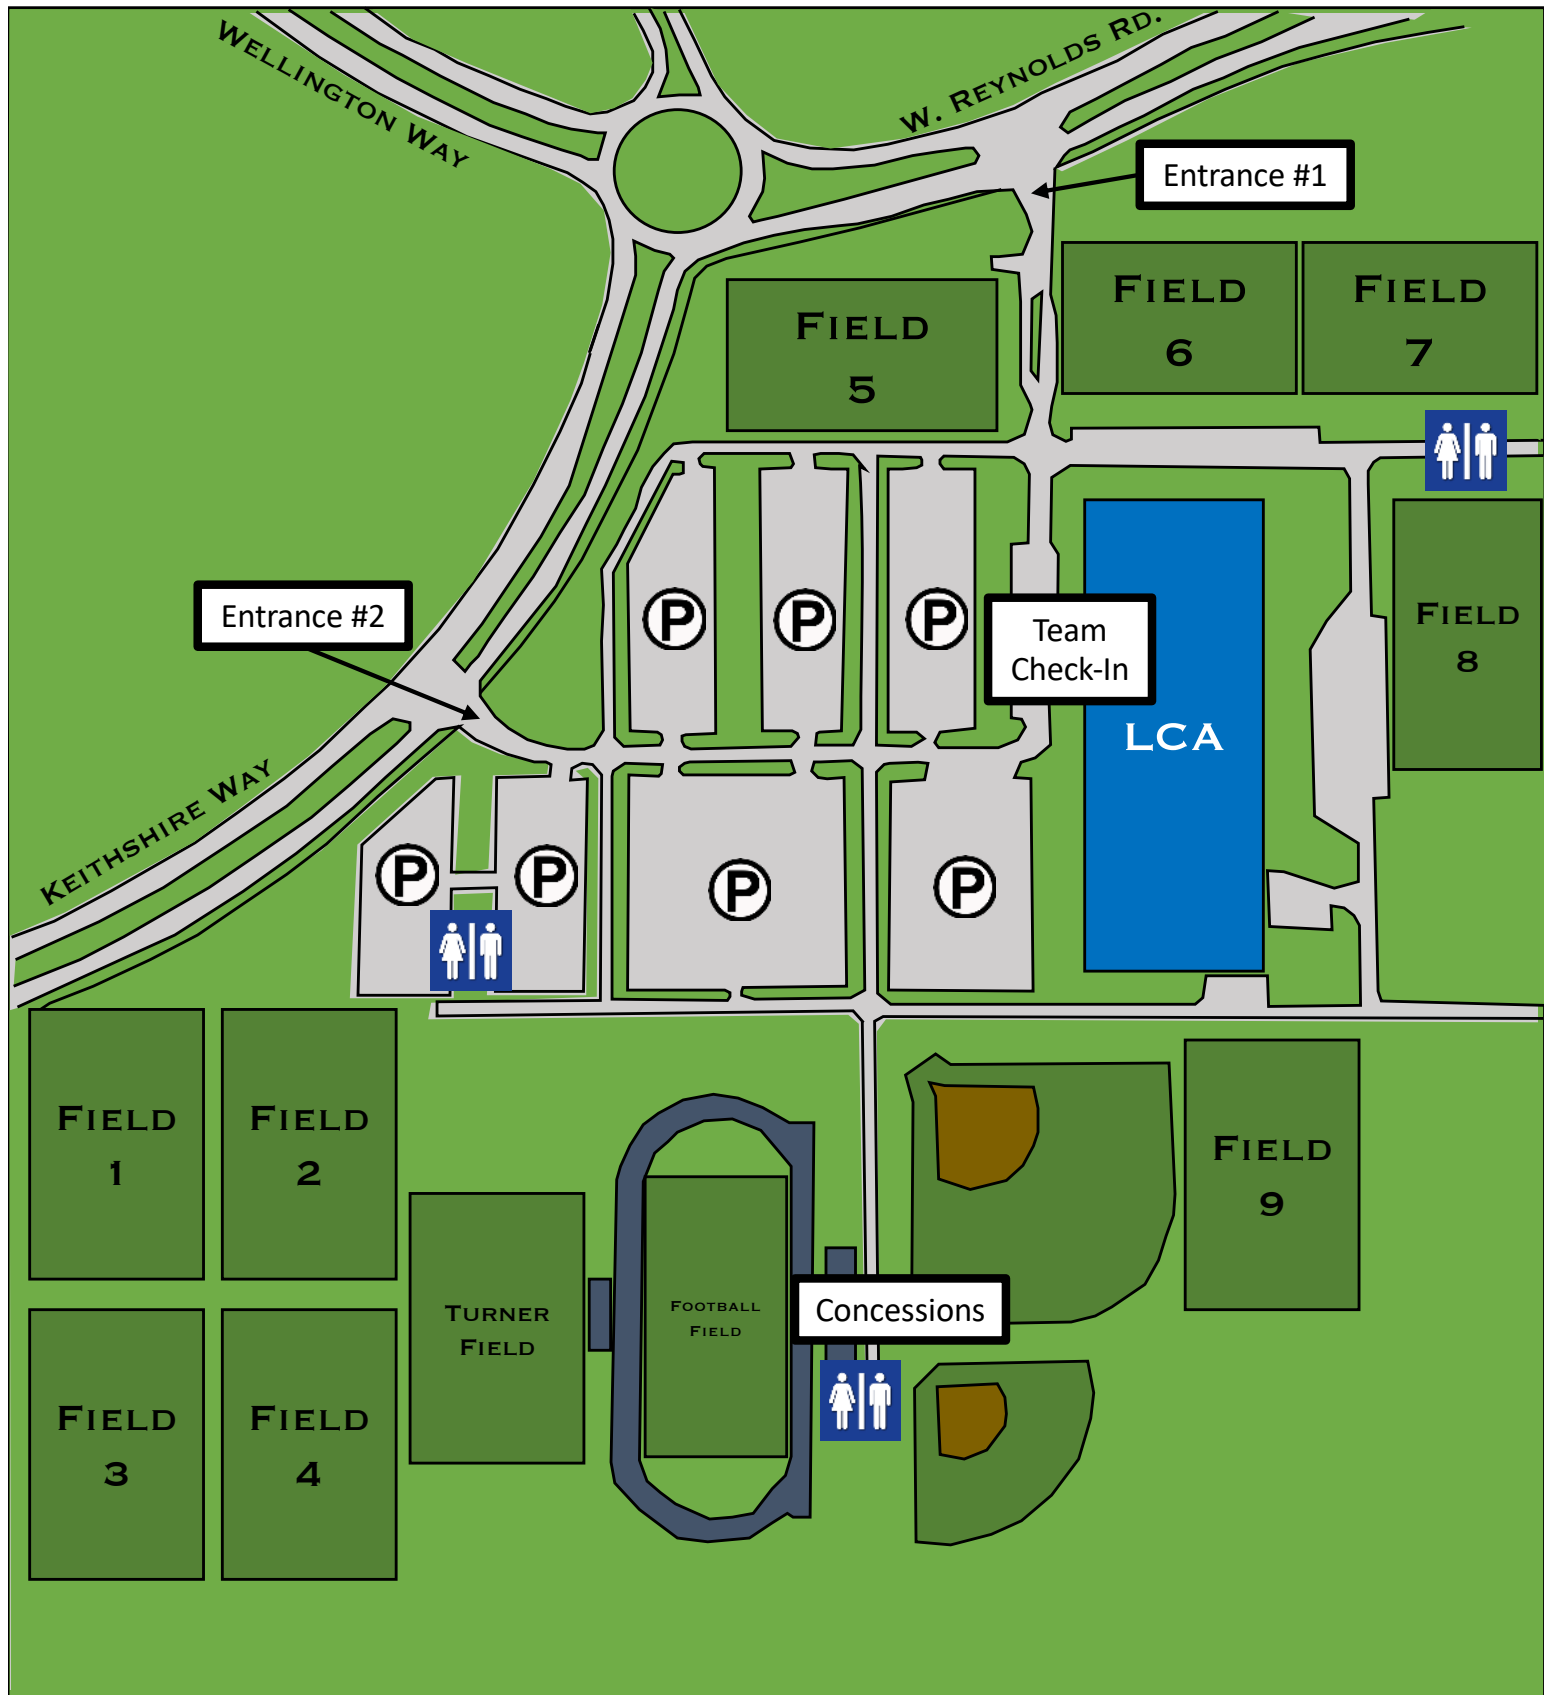 Wellington Way
W. Reynolds Rd.
Entrance #1
Field
5
Field
6
Field
7
Entrance #2
P
P
P
Team
Check-In
Field
8
LCA
Keithshire Way
P
P
P
P
Field
1
Field
2
Field
9
Turner
Field
Football
Field
Concessions
Field
3
Field
4